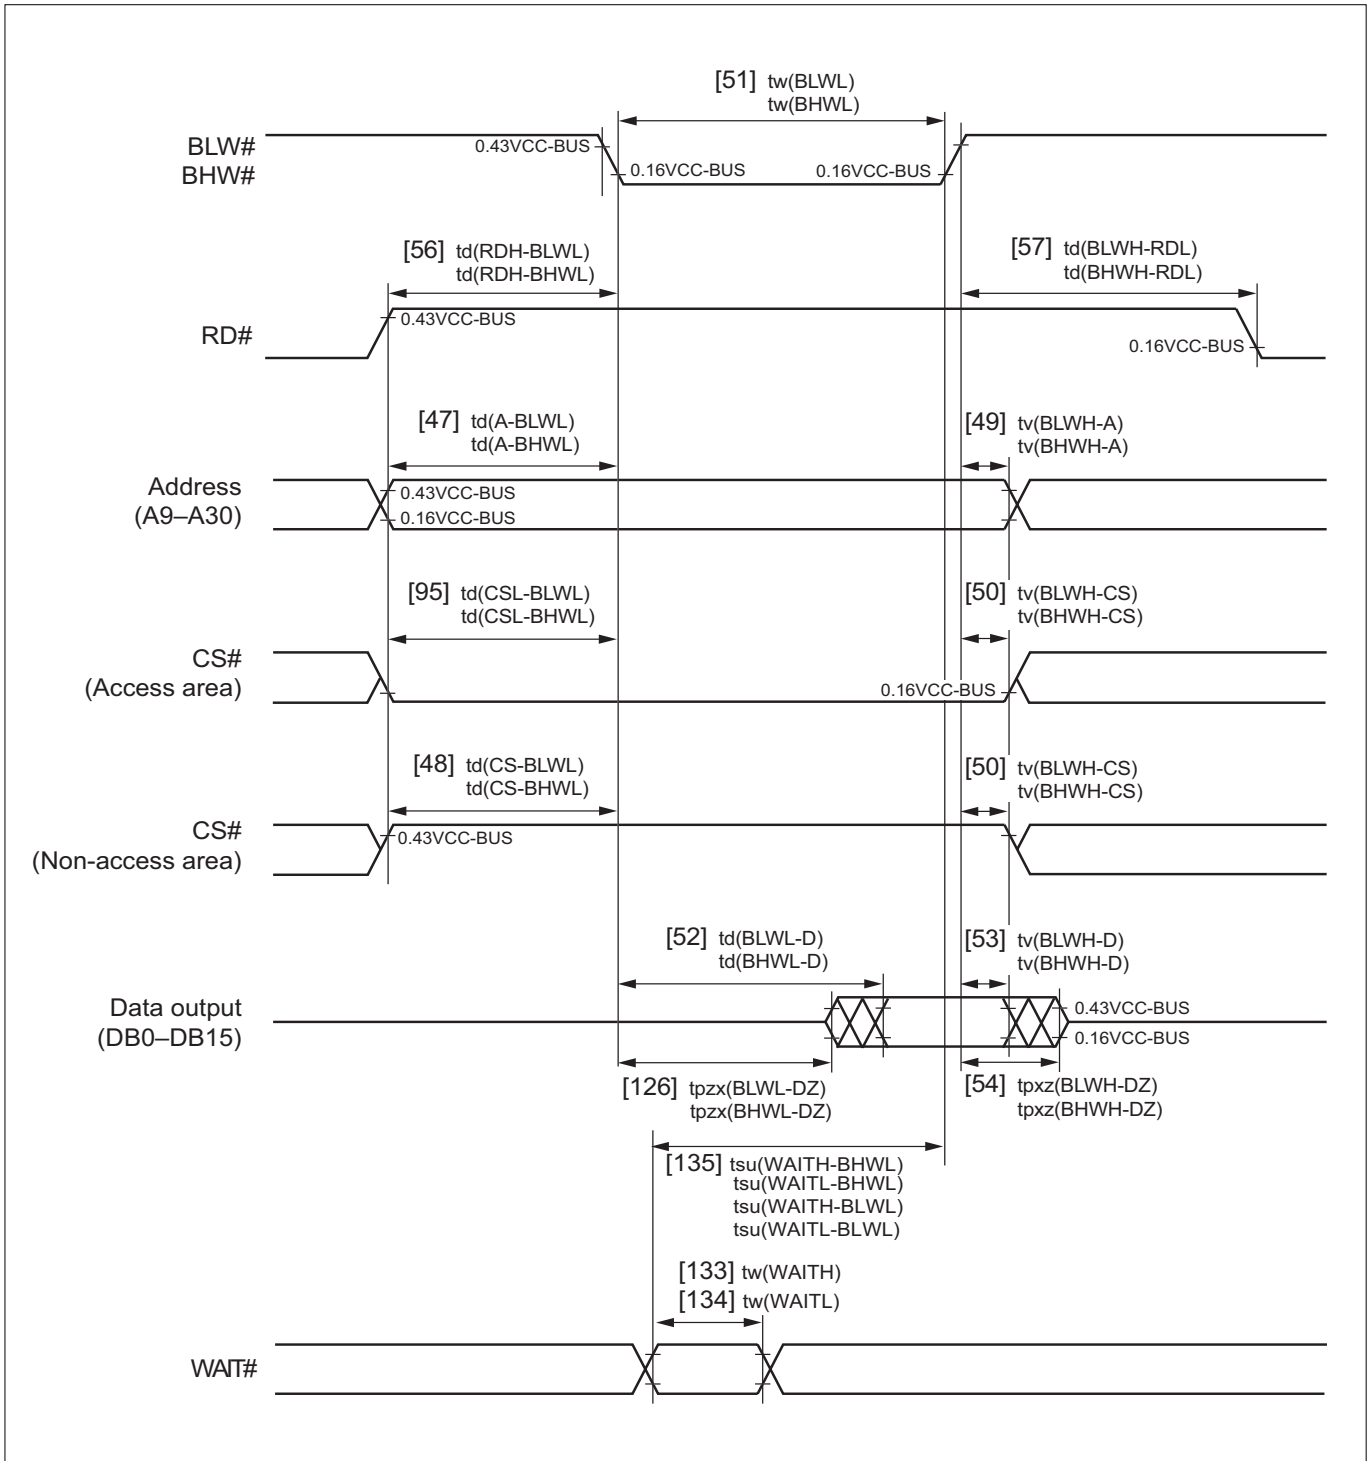 [51] tw(BLWL)
tw(BHWL)
BLW#
BHW#
0.43VCC-BUS
0.16VCC-BUS
0.16VCC-BUS
[56] td(RDH-BLWL)
td(RDH-BHWL)
[57] td(BLWH-RDL)
td(BHWH-RDL)
RD#
0.43VCC-BUS
0.16VCC-BUS
[47] td(A-BLWL)
td(A-BHWL)
[49] tv(BLWH-A)
tv(BHWH-A)
Address
(A9–A30)
0.43VCC-BUS
0.16VCC-BUS
[95] td(CSL-BLWL)
td(CSL-BHWL)
[50] tv(BLWH-CS)
tv(BHWH-CS)
CS#
(Access area)
0.16VCC-BUS
[48] td(CS-BLWL)
td(CS-BHWL)
[50] tv(BLWH-CS)
tv(BHWH-CS)
CS#
(Non-access area)
0.43VCC-BUS
[52] td(BLWL-D)
td(BHWL-D)
[53] tv(BLWH-D)
tv(BHWH-D)
Data output
(DB0–DB15)
0.43VCC-BUS
0.16VCC-BUS
[126] tpzx(BLWL-DZ)
tpzx(BHWL-DZ)
[54] tpxz(BLWH-DZ)
tpxz(BHWH-DZ)
[135] tsu(WAITH-BHWL)
tsu(WAITL-BHWL)
tsu(WAITH-BLWL)
tsu(WAITL-BLWL)
[133] tw(WAITH)
[134] tw(WAITL)
WAIT#